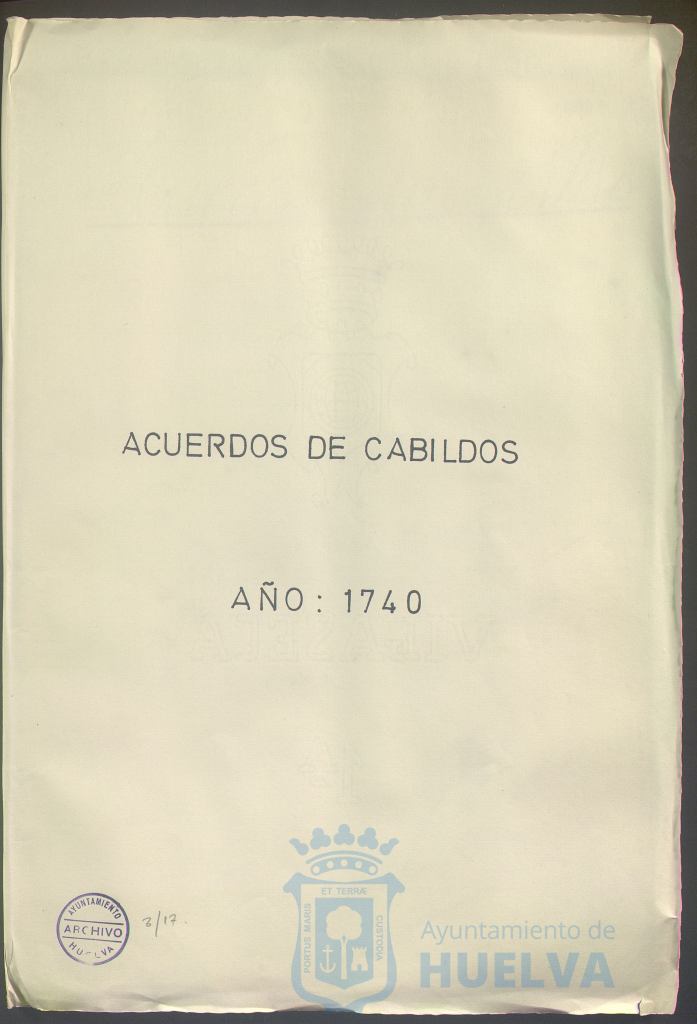 ACUERDOS DE CABILDOS
AÑO: 1740
AYUNTAMIENTO
ARCHIVO
HUELVA
3/17.
PORTUS MARIS
ET TERRÆ
CUSTODIA
Ayuntamiento de
HUELVA